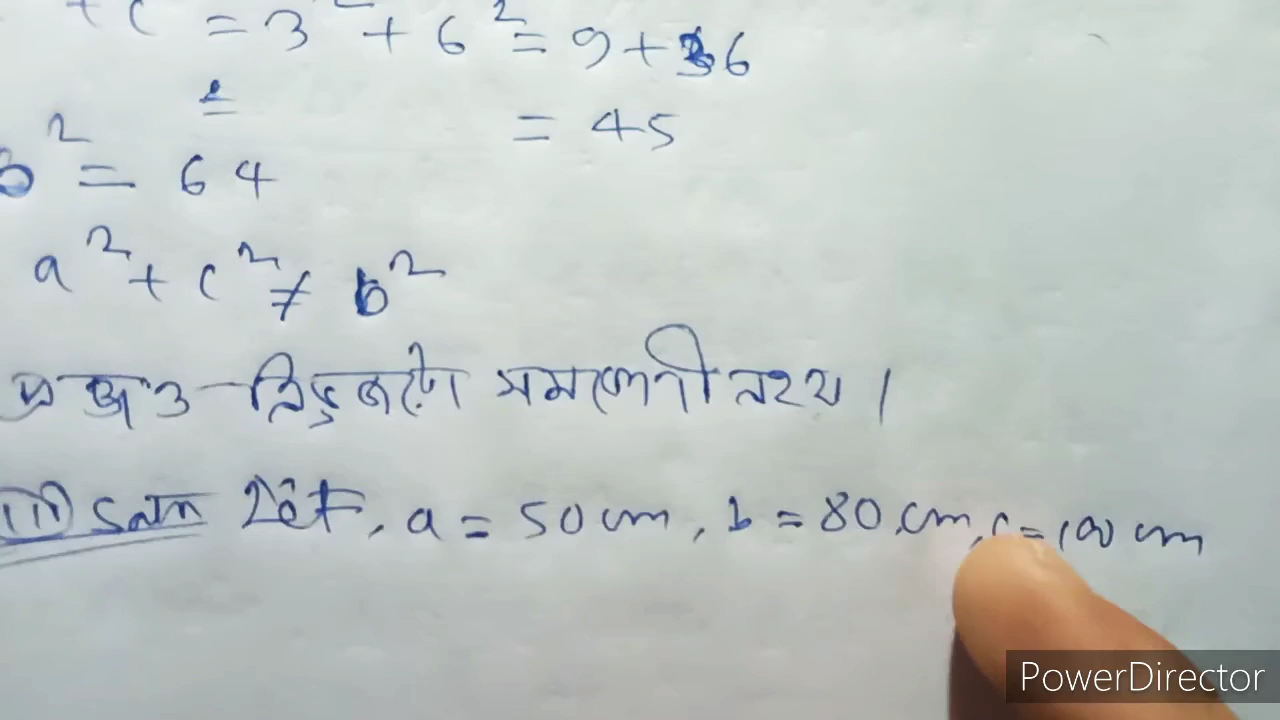 + c = 3² + 6² = 9 + 36
= 45
b² = 64
a² + c² ≠ b²
ত্ৰিভুজটো সমকোণী নহয় ।
(iii) Soln Let, a = 50 cm, b = 80 cm, c = 100 cm
PowerDirector